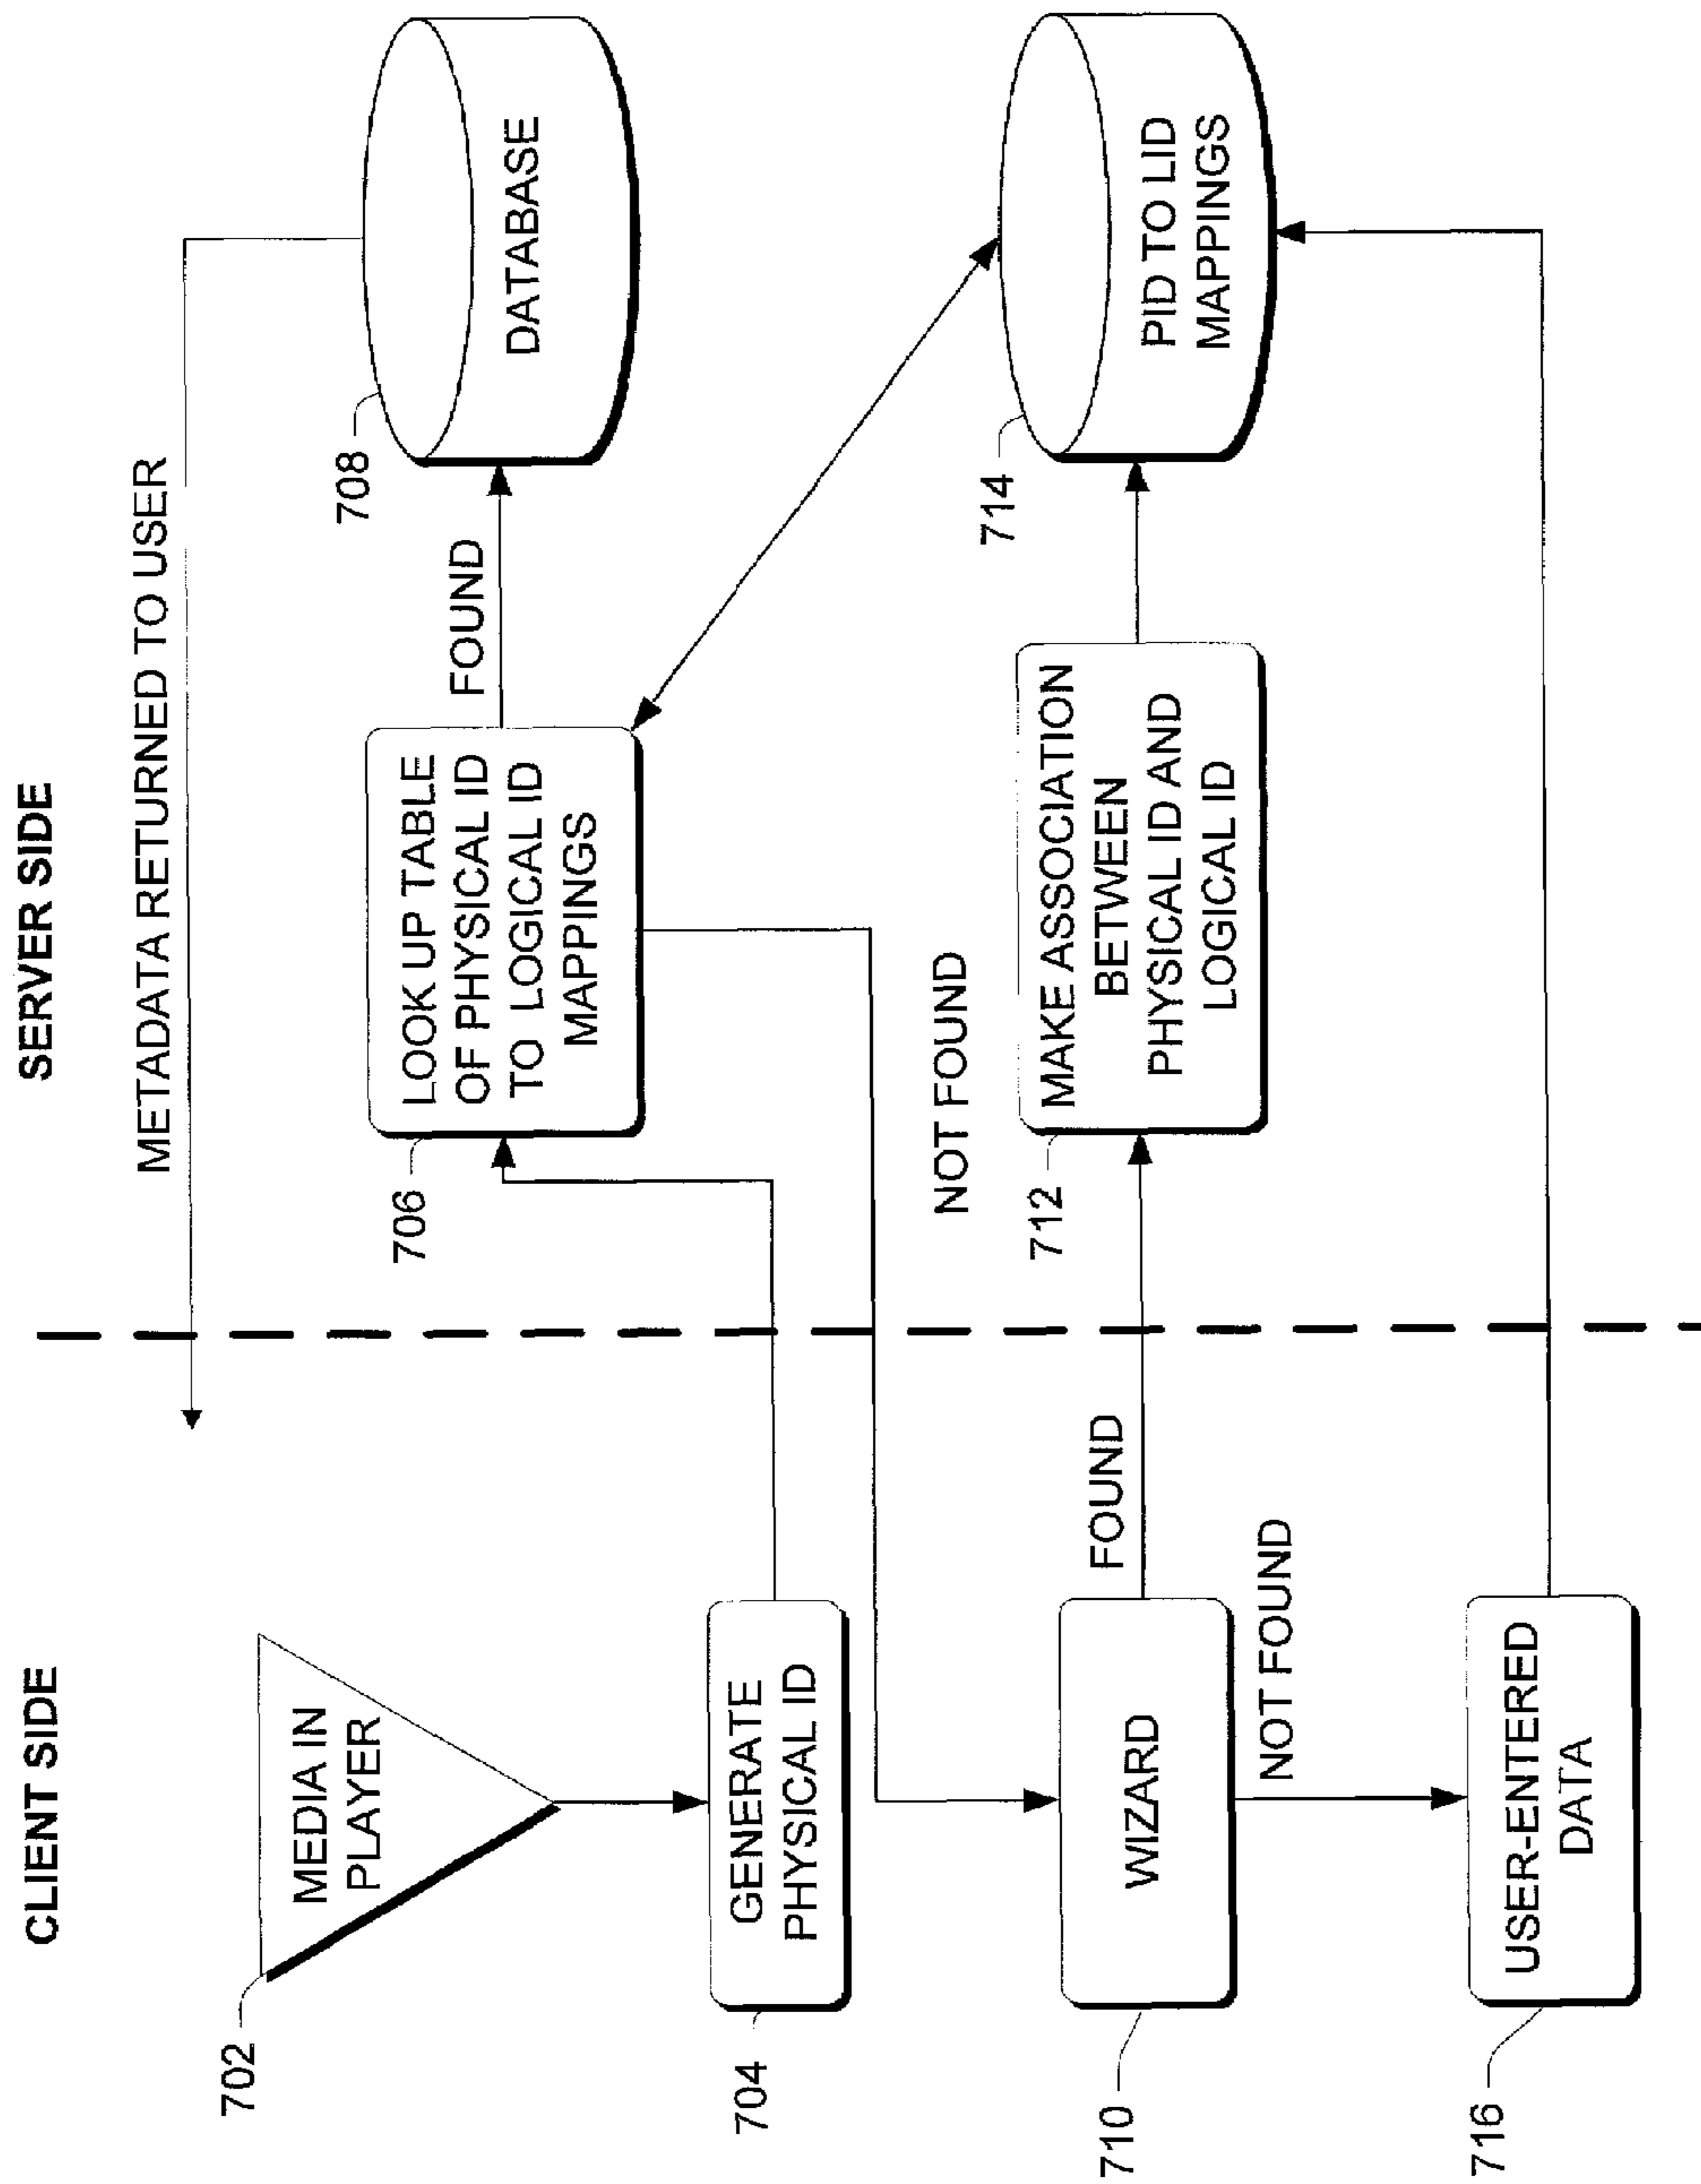 CLIENT SIDE
SERVER SIDE
METADATA RETURNED TO USER
702
MEDIA IN
PLAYER
704
GENERATE
PHYSICAL ID
706
LOOK UP TABLE
OF PHYSICAL ID
TO LOGICAL ID
MAPPINGS
FOUND
708
DATABASE
NOT FOUND
710
WIZARD
FOUND
712
MAKE ASSOCIATION
BETWEEN
PHYSICAL ID AND
LOGICAL ID
714
PID TO LID
MAPPINGS
NOT FOUND
716
USER-ENTERED
DATA